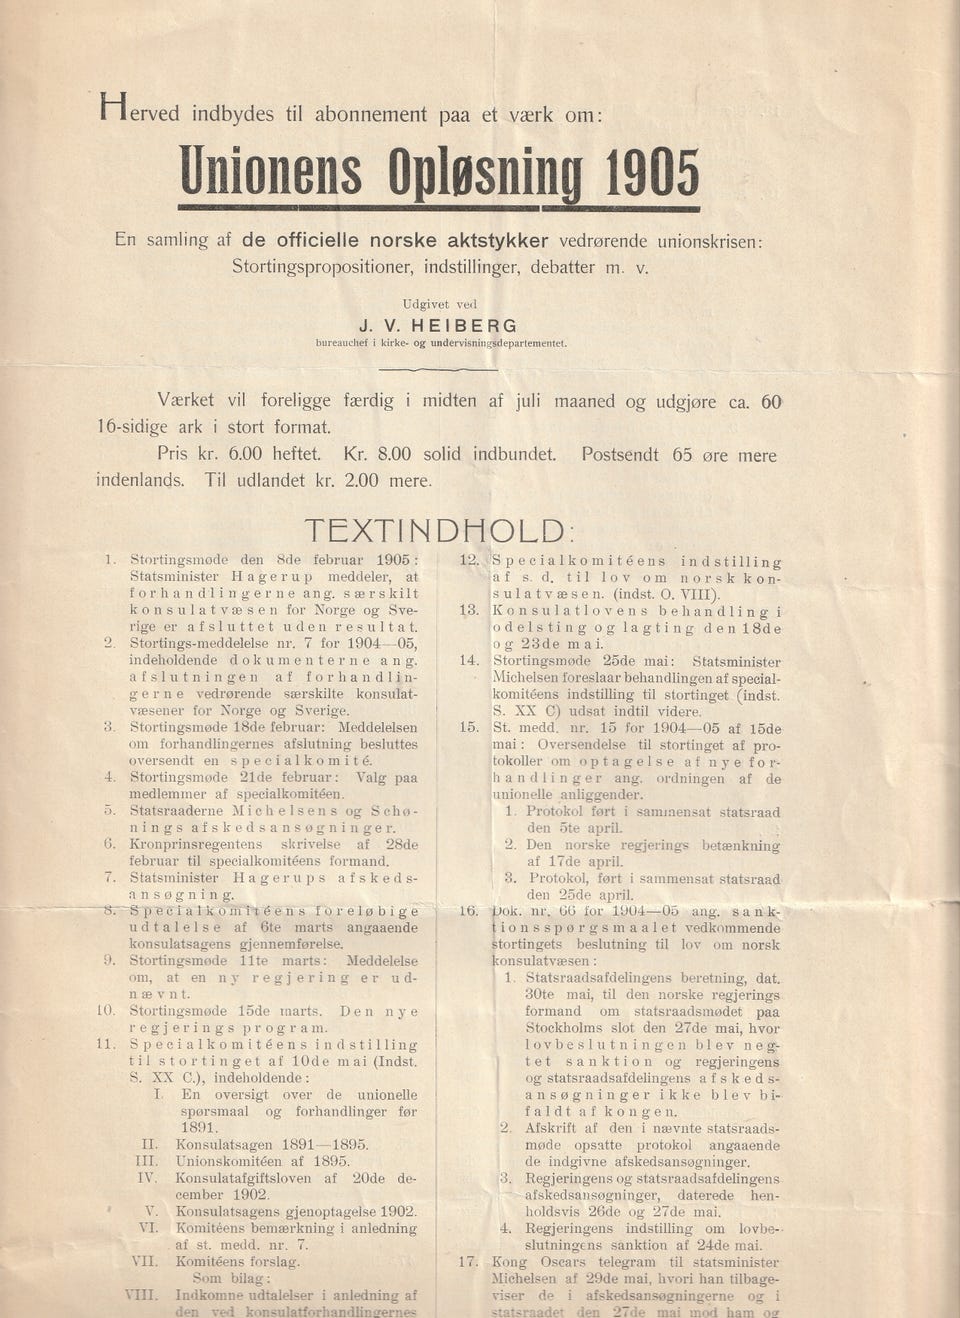 Herved indbydes til abonnement paa et værk om:
Unionens Opløsning 1905
En samling af de officielle norske aktstykker vedrørende unionskrisen:
Stortingspropositioner, indstillinger, debatter m. v.
Udgivet ved
J. V. HEIBERG
bureauchef i kirke- og undervisningsdepartementet.
Værket vil foreligge færdig i midten af juli maaned og udgjøre ca. 60
16-sidige ark i stort format.
Pris kr. 6.00 heftet. Kr. 8.00 solid indbundet. Postsendt 65 øre mere
indenlands. Til udlandet kr. 2.00 mere.
TEXTINDHOLD:
1. Stortingsmøde den 8de februar 1905:
Statsminister Hagerup meddeler, at
forhandlingerne ang. særskilt
konsulatvæsen for Norge og Sve-
rige er afsluttet uden resultat.
2. Stortings-meddelelse nr. 7 for 1904—05,
indeholdende dokumenterne ang.
afslutningen af forhandlin-
gerne vedrørende særskilte konsulat-
væsener for Norge og Sverige.
3. Stortingsmøde 18de februar: Meddelelsen
om forhandlingernes afslutning besluttes
oversendt en specialkomité.
4. Stortingsmøde 21de februar: Valg paa
medlemmer af specialkomitéen.
5. Statsraaderne Michelsens og Schø-
nings afskedsansøgninger.
6. Kronprinsregentens skrivelse af 28de
februar til specialkomitéens formand.
7. Statsminister Hagerups afskeds-
ansøgning.
8. Specialkomitéens foreløbige
udtalelse af 6te marts angaaende
konsulatsagens gjennemførelse.
9. Stortingsmøde 11te marts: Meddelelse
om, at en ny regjering er ud-
nævnt.
10. Stortingsmøde 15de marts. Den nye
regjerings program.
11. Specialkomitéens indstilling
til stortinget af 10de mai (Indst.
S. XX C.), indeholdende:
I. En oversigt over de unionelle
spørsmaal og forhandlinger før
1891.
II. Konsulatsagen 1891—1895.
III. Unionskomitéen af 1895.
IV. Konsulatafgiftsloven af 20de de-
cember 1902.
V. Konsulatsagens gjenoptagelse 1902.
VI. Komitéens bemærkning i anledning
af st. medd. nr. 7.
VII. Komitéens forslag.
Som bilag:
VIII. Indkomne udtalelser i anledning af
den ved konsulatforhandlingernes
12. Specialkomitéens indstilling
af s. d. til lov om norsk kon-
sulatvæsen. (indst. O. VIII).
13. Konsulatlovens behandling i
odelsting og lagting den 18de
og 23de mai.
14. Stortingsmøde 25de mai: Statsminister
Michelsen foreslaar behandlingen af special-
komitéens indstilling til stortinget (indst.
S. XX C) udsat indtil videre.
15. St. medd. nr. 15 for 1904—05 af 15de
mai: Oversendelse til stortinget af pro-
tokoller om optagelse af nye for-
handlinger ang. ordningen af de
unionelle anliggender.
1. Protokol ført i sammensat statsraad
den 5te april.
2. Den norske regjerings betænkning
af 17de april.
3. Protokol, ført i sammensat statsraad
den 25de april.
16. Dok. nr. 66 for 1904—05 ang. sank-
tionsspørgsmaalet vedkommende
stortingets beslutning til lov om norsk
konsulatvæsen:
1. Statsraadsafdelingens beretning, dat.
30te mai, til den norske regjerings
formand om statsraadsmødet paa
Stockholms slot den 27de mai, hvor
lovbeslutningen blev neg-
tet sanktion og regjeringens
og statsraadsafdelingens afskeds-
ansøgninger ikke blev bi-
faldt af kongen.
2. Afskrift af den i nævnte statsraads-
møde opsatte protokol angaaende
de indgivne afskedsansøgninger.
3. Regjeringens og statsraadsafdelingens
afskedsansøgninger, daterede hen-
holdsvis 26de og 27de mai.
4. Regjeringens indstilling om lovbe-
slutningens sanktion af 24de mai.
17. Kong Oscars telegram til statsminister
Michelsen af 29de mai, hvori han tilbage-
viser de i afskedsansøgningerne og i
statsraadet den 27de mai mod ham og